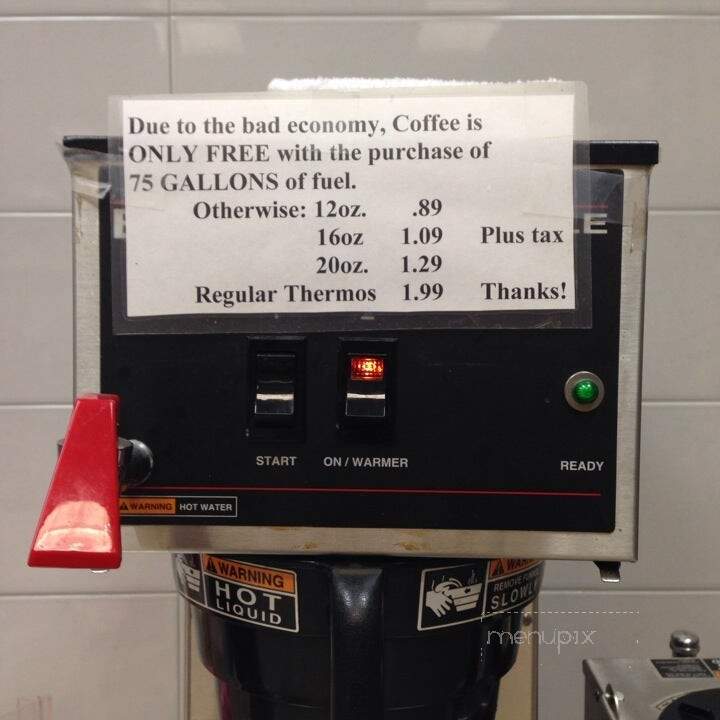 Due to the bad economy, Coffee is
ONLY FREE with the purchase of
75 GALLONS of fuel.
Otherwise: 12oz. .89
16oz 1.09 Plus tax
20oz. 1.29
Regular Thermos 1.99 Thanks!
START ON / WARMER READY
WARNING HOT WATER
WARNING
HOT
LIQUID
REMOVE
SLOWLY
menupix